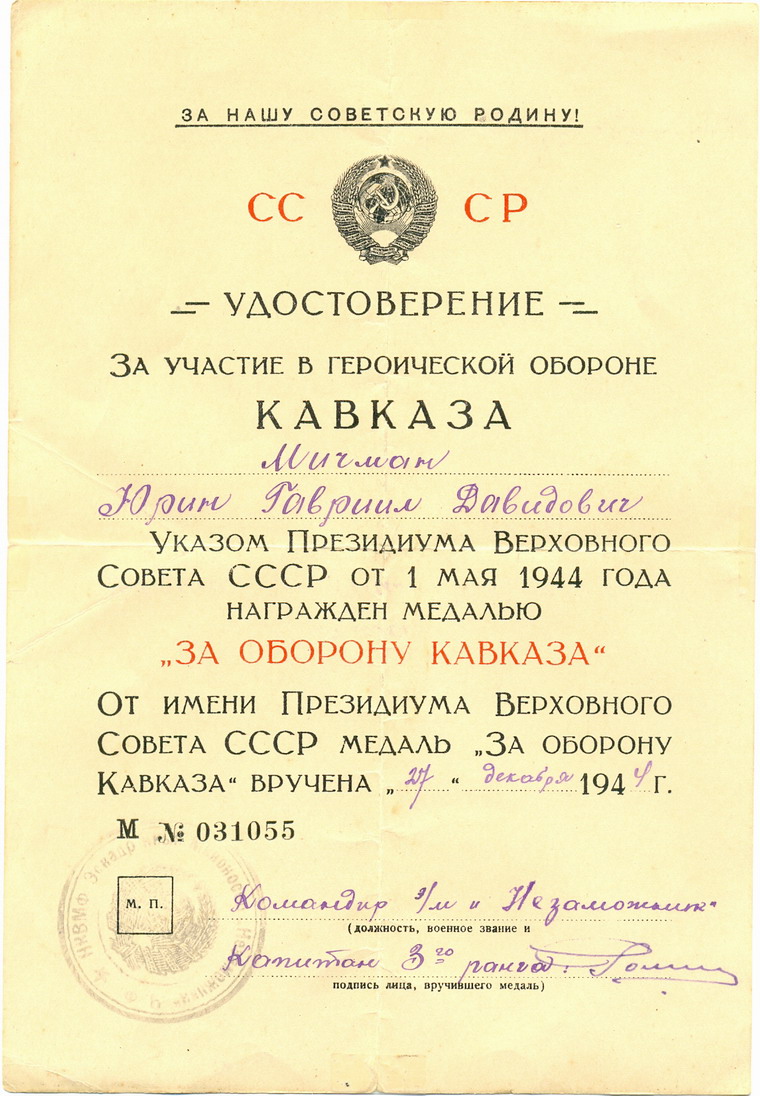 ЗА НАШУ СОВЕТСКУЮ РОДИНУ!
СС СР
УДОСТОВЕРЕНИЕ
ЗА УЧАСТИЕ В ГЕРОИЧЕСКОЙ ОБОРОНЕ
КАВКАЗА
Мичман
Юрин Гавриил Давидович
УКАЗОМ ПРЕЗИДИУМА ВЕРХОВНОГО
СОВЕТА СССР ОТ 1 МАЯ 1944 ГОДА
НАГРАЖДЕН МЕДАЛЬЮ
„ЗА ОБОРОНУ КАВКАЗА“
ОТ ИМЕНИ ПРЕЗИДИУМА ВЕРХОВНОГО
СОВЕТА СССР МЕДАЛЬ „ЗА ОБОРОНУ
КАВКАЗА“ ВРУЧЕНА „27“ декабря 1944 Г.
М № 031055
М. П.
НКВМФ
Командир э/м „Незаможник“
(должность, военное звание и
Капитан 3го ранга:
подпись лица, вручившего медаль)